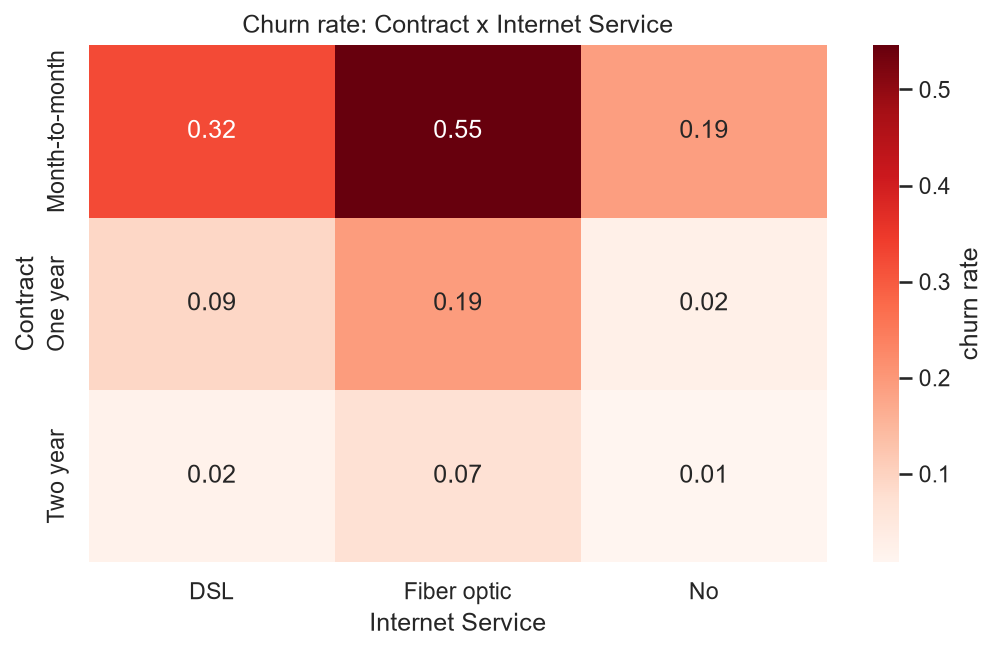 Churn rate: Contract x Internet Service
Contract
Month-to-month
0.32 0.55 0.19
One year
0.09 0.19 0.02
Two year
0.02 0.07 0.01
DSL Fiber optic No
Internet Service
0.5
0.4
0.3
0.2
0.1
churn rate